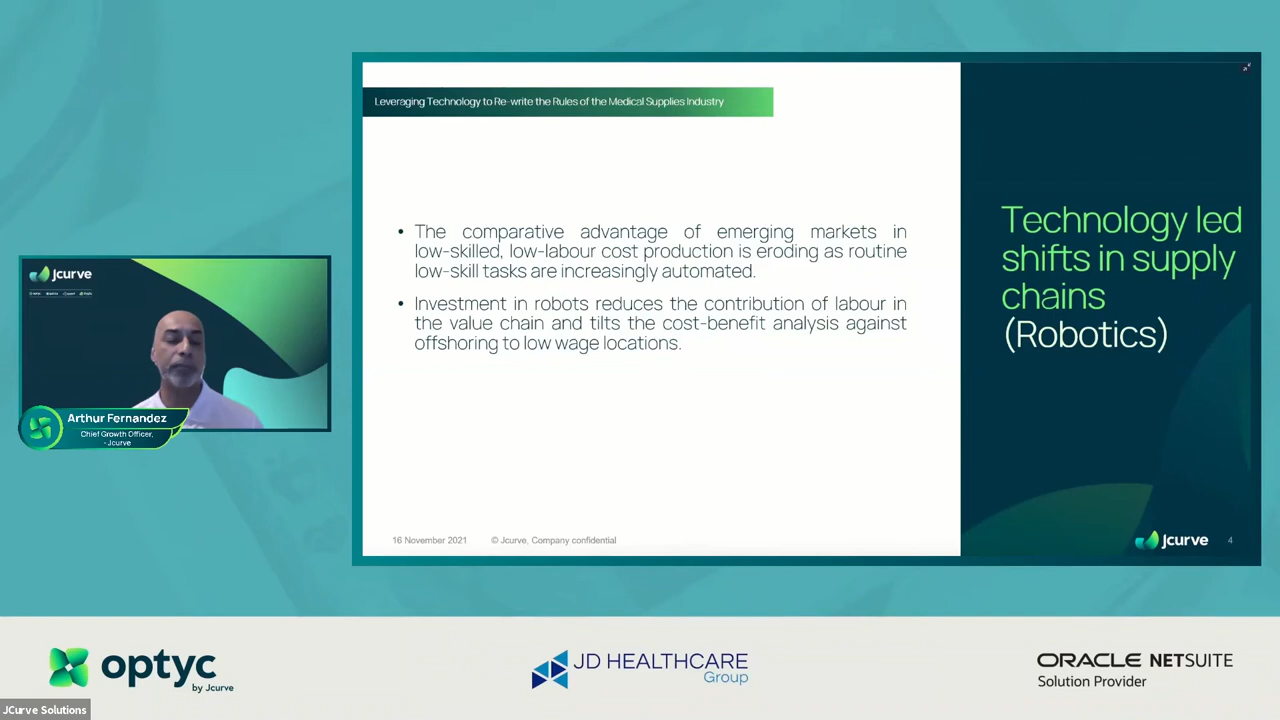 Leveraging Technology to Re-write the Rules of the Medical Supplies Industry
• The comparative advantage of emerging markets in
low-skilled, low-labour cost production is eroding as routine
low-skill tasks are increasingly automated.
• Investment in robots reduces the contribution of labour in
the value chain and tilts the cost-benefit analysis against
offshoring to low wage locations.
16 November 2021 © Jcurve, Company confidential
Technology led
shifts in supply
chains
(Robotics)
Jcurve 4
Jcurve
Arthur Fernandez
Chief Growth Officer,
- Jcurve
optyc
by Jcurve
JD HEALTHCARE
Group
ORACLE NETSUITE
Solution Provider
JCurve Solutions